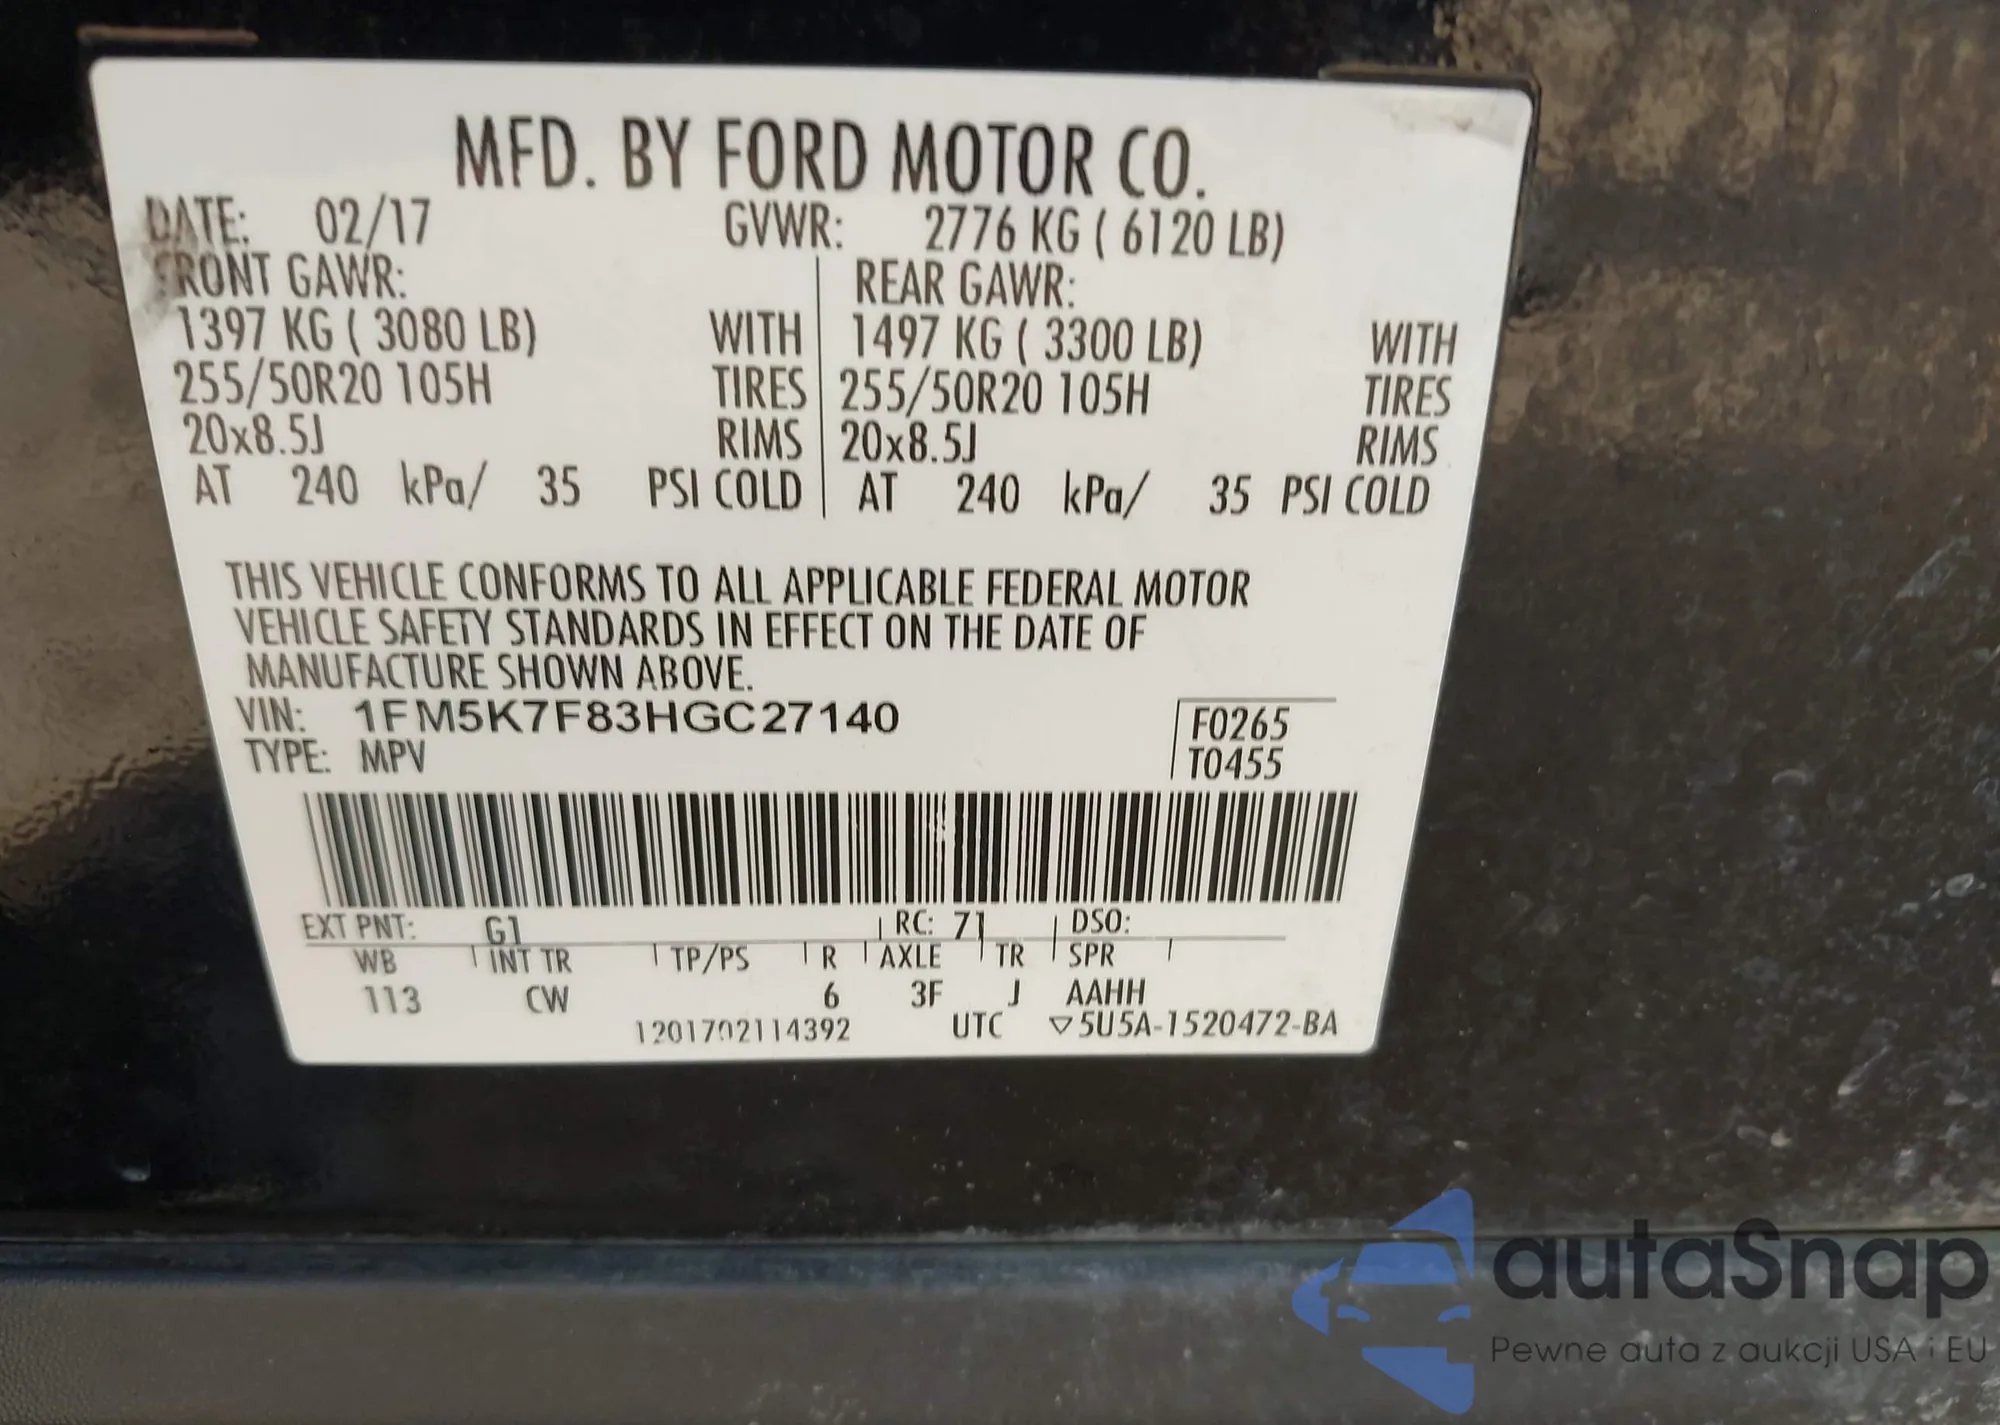 MFD. BY FORD MOTOR CO.
DATE: 02/17 GVWR: 2776 KG ( 6120 LB)
FRONT GAWR: REAR GAWR:
1397 KG ( 3080 LB) WITH 1497 KG ( 3300 LB) WITH
255/50R20 105H TIRES 255/50R20 105H TIRES
20x8.5J RIMS 20x8.5J RIMS
AT 240 kPa/ 35 PSI COLD AT 240 kPa/ 35 PSI COLD
THIS VEHICLE CONFORMS TO ALL APPLICABLE FEDERAL MOTOR
VEHICLE SAFETY STANDARDS IN EFFECT ON THE DATE OF
MANUFACTURE SHOWN ABOVE.
VIN: 1FM5K7F83HGC27140 F0265
TYPE: MPV T0455
EXT PNT: G1 RC: 71 DSO:
WB INT TR TP/PS R AXLE TR SPR
113 CW 6 3F J AAHH
1201702114392 UTC ▽5U5A-1520472-BA
autaSnap
Pewne auta z aukcji USA i EU